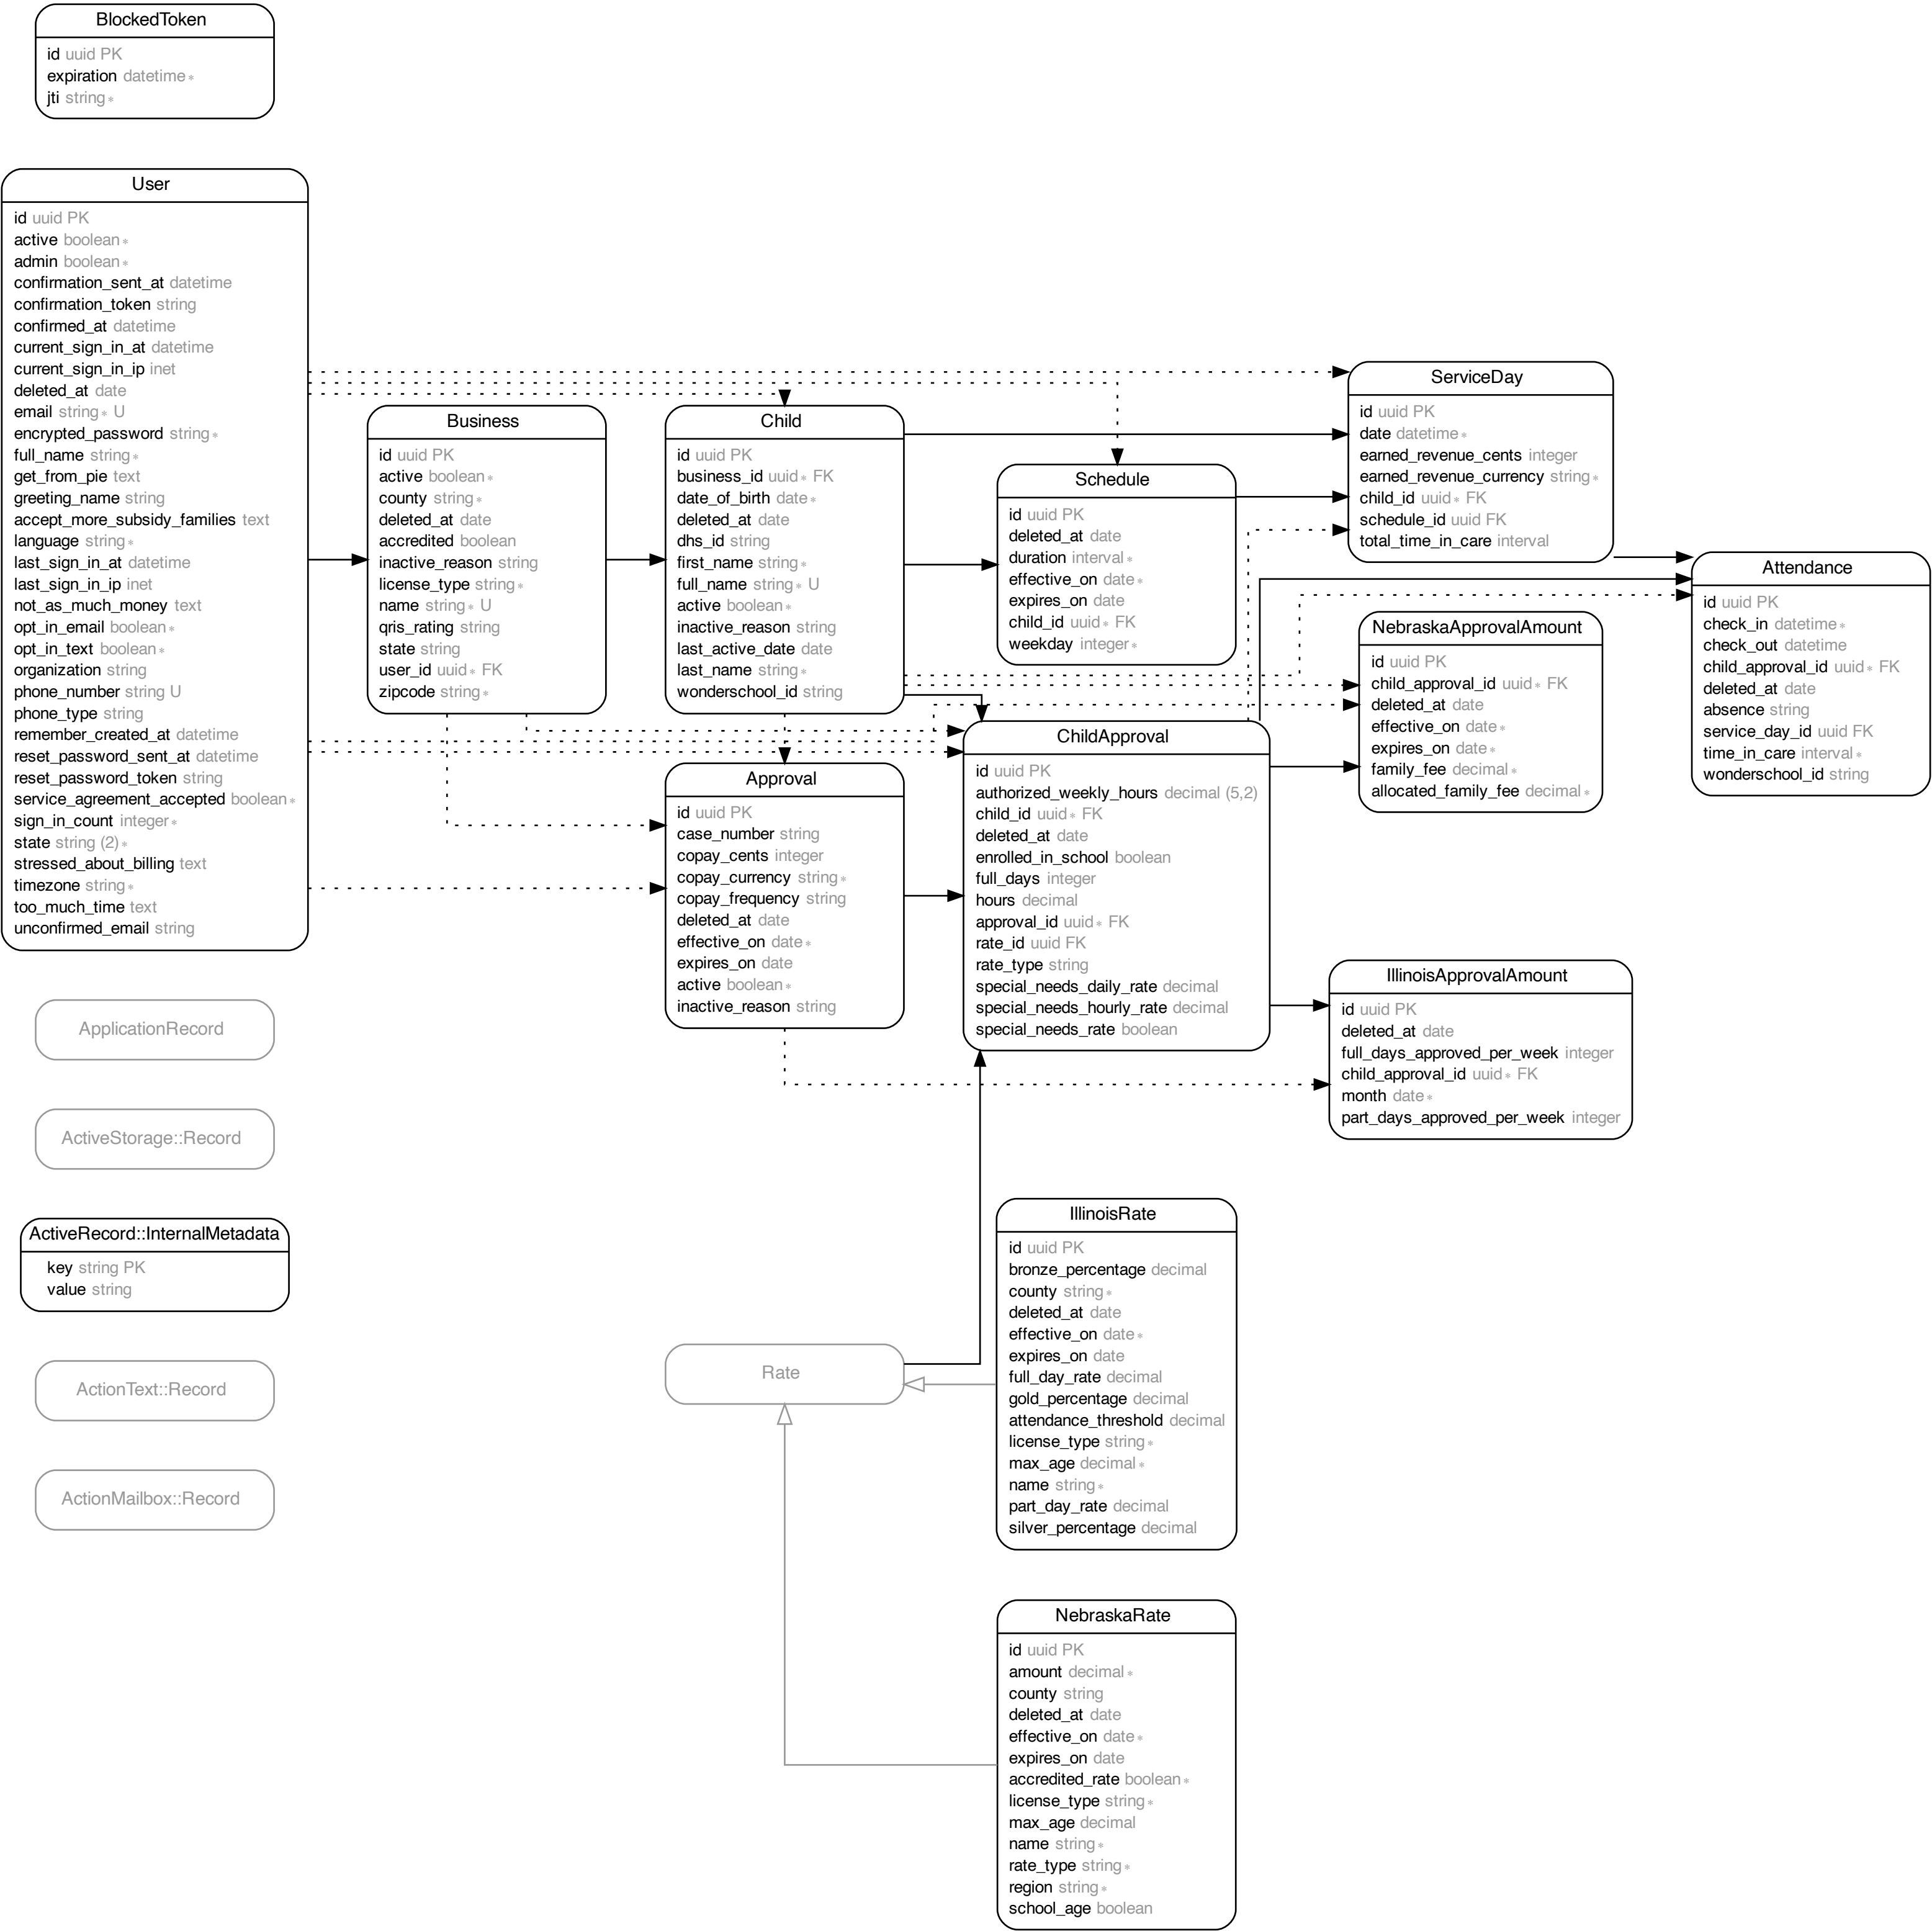 BlockedToken
id uuid PK
expiration datetime ∗
jti string ∗
User
id uuid PK
active boolean ∗
admin boolean ∗
confirmation_sent_at datetime
confirmation_token string
confirmed_at datetime
current_sign_in_at datetime
current_sign_in_ip inet
deleted_at date
email string ∗ U
encrypted_password string ∗
full_name string ∗
get_from_pie text
greeting_name string
accept_more_subsidy_families text
language string ∗
last_sign_in_at datetime
last_sign_in_ip inet
not_as_much_money text
opt_in_email boolean ∗
opt_in_text boolean ∗
organization string
phone_number string U
phone_type string
remember_created_at datetime
reset_password_sent_at datetime
reset_password_token string
service_agreement_accepted boolean ∗
sign_in_count integer ∗
state string (2) ∗
stressed_about_billing text
timezone string ∗
too_much_time text
unconfirmed_email string
Business
id uuid PK
active boolean ∗
county string ∗
deleted_at date
accredited boolean
inactive_reason string
license_type string ∗
name string ∗ U
qris_rating string
state string
user_id uuid ∗ FK
zipcode string ∗
Child
id uuid PK
business_id uuid ∗ FK
date_of_birth date ∗
deleted_at date
dhs_id string
first_name string ∗
full_name string ∗ U
active boolean ∗
inactive_reason string
last_active_date date
last_name string ∗
wonderschool_id string
Schedule
id uuid PK
deleted_at date
duration interval ∗
effective_on date ∗
expires_on date
child_id uuid ∗ FK
weekday integer ∗
ServiceDay
id uuid PK
date datetime ∗
earned_revenue_cents integer
earned_revenue_currency string ∗
child_id uuid ∗ FK
schedule_id uuid FK
total_time_in_care interval
Attendance
id uuid PK
check_in datetime ∗
check_out datetime
child_approval_id uuid ∗ FK
deleted_at date
absence string
service_day_id uuid FK
time_in_care interval ∗
wonderschool_id string
NebraskaApprovalAmount
id uuid PK
child_approval_id uuid ∗ FK
deleted_at date
effective_on date ∗
expires_on date ∗
family_fee decimal ∗
allocated_family_fee decimal ∗
Approval
id uuid PK
case_number string
copay_cents integer
copay_currency string ∗
copay_frequency string
deleted_at date
effective_on date ∗
expires_on date
active boolean ∗
inactive_reason string
ChildApproval
id uuid PK
authorized_weekly_hours decimal (5,2)
child_id uuid ∗ FK
deleted_at date
enrolled_in_school boolean
full_days integer
hours decimal
approval_id uuid ∗ FK
rate_id uuid FK
rate_type string
special_needs_daily_rate decimal
special_needs_hourly_rate decimal
special_needs_rate boolean
IllinoisApprovalAmount
id uuid PK
deleted_at date
full_days_approved_per_week integer
child_approval_id uuid ∗ FK
month date ∗
part_days_approved_per_week integer
ApplicationRecord
ActiveStorage::Record
ActiveRecord::InternalMetadata
key string PK
value string
ActionText::Record
ActionMailbox::Record
Rate
IllinoisRate
id uuid PK
bronze_percentage decimal
county string ∗
deleted_at date
effective_on date ∗
expires_on date
full_day_rate decimal
gold_percentage decimal
attendance_threshold decimal
license_type string ∗
max_age decimal ∗
name string ∗
part_day_rate decimal
silver_percentage decimal
NebraskaRate
id uuid PK
amount decimal ∗
county string
deleted_at date
effective_on date ∗
expires_on date
accredited_rate boolean ∗
license_type string ∗
max_age decimal
name string ∗
rate_type string ∗
region string ∗
school_age boolean